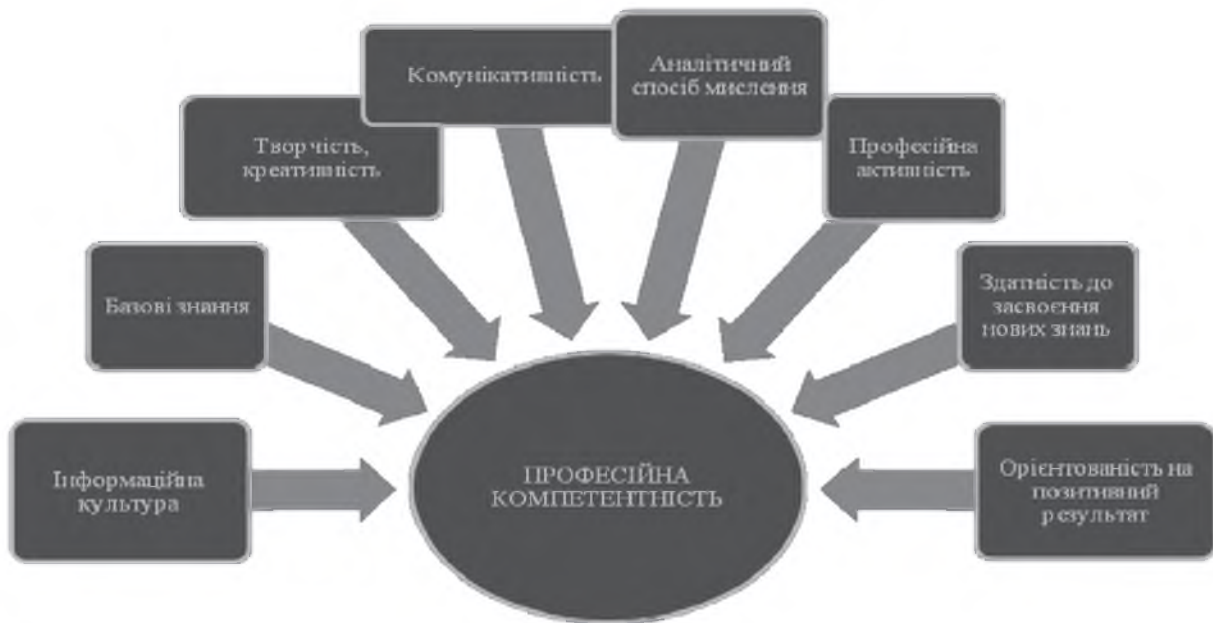 Комунікативність
Аналітичний
спосіб мислення
Творчість,
креативність
Професійна
активність
Базові знання
Здатність до
засвоєння
нових знань
Інформаційна
культура
ПРОФЕСІЙНА
КОМПЕТЕНТНІСТЬ
Орієнтованість на
позитивний
результат